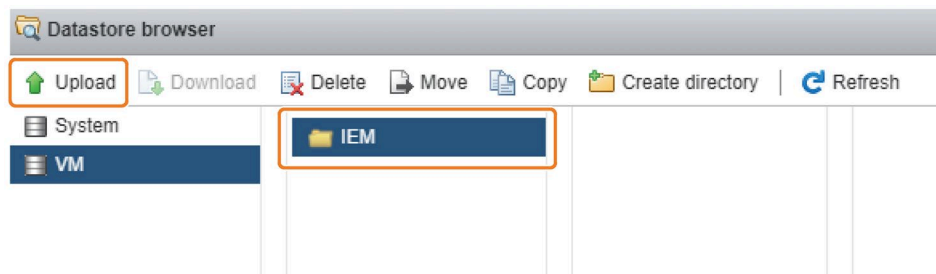 Datastore browser
Upload Download Delete Move Copy Create directory Refresh
System IEM
VM